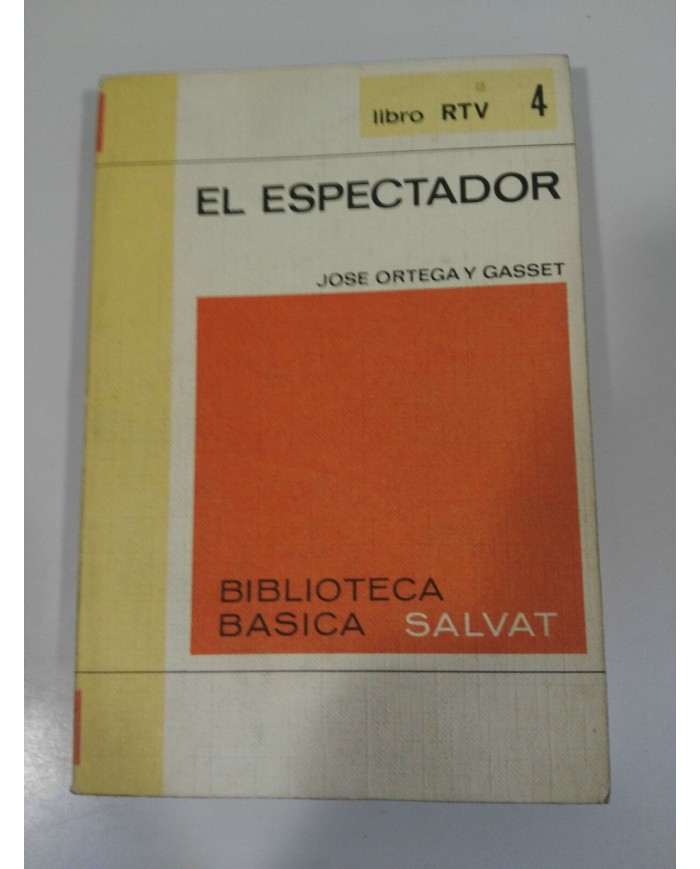 libro RTV 4
EL ESPECTADOR
JOSE ORTEGA Y GASSET
BIBLIOTECA
BASICA SALVAT